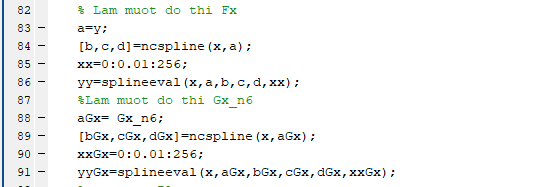 82 % Lam muot do thi Fx
83 - a=y;
84 - [b,c,d]=ncspline(x,a);
85 - xx=0:0.01:256;
86 - yy=splineeval(x,a,b,c,d,xx);
87 %Lam muot do thi Gx_n6
88 - aGx= Gx_n6;
89 - [bGx,cGx,dGx]=ncspline(x,aGx);
90 - xxGx=0:0.01:256;
91 - yyGx=splineeval(x,aGx,bGx,cGx,dGx,xxGx);